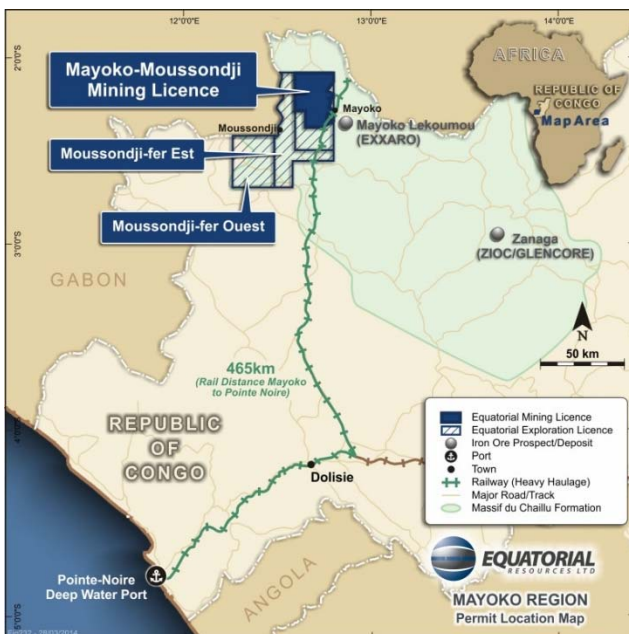 12°0'0"E
13°0'0"E
14°0'0"E
2°0'0"S
3°0'0"S
4°0'0"S
5°0'0"S
AFRICA
REPUBLIC
OF CONGO
Map Area
Mayoko-Moussondji
Mining Licence
Mayoko
Moussondji
Mayoko Lekoumou
(EXXARO)
Moussondji-fer Est
Moussondji-fer Ouest
Zanaga
(ZIOC/GLENCORE)
GABON
N
50 km
465km
(Rail Distance Mayoko
to Pointe Noire)
REPUBLIC
OF
CONGO
Dolisie
Equatorial Mining Licence
Equatorial Exploration Licence
Iron Ore Prospect/Deposit
Port
Town
Railway (Heavy Haulage)
Major Road/Track
Massif du Chaillu Formation
Pointe-Noire
Deep Water Port
ANGOLA
EQUATORIAL
RESOURCES LTD
MAYOKO REGION
Permit Location Map